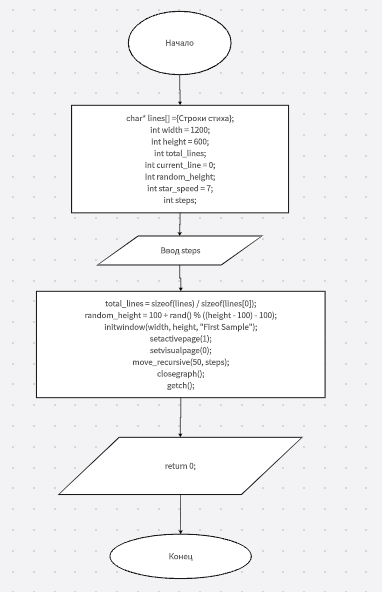 Начало
char* lines[] ={Строки стиха};
int width = 1200;
int height = 600;
int total_lines;
int current_line = 0;
int random_height;
int star_speed = 7;
int steps;
Ввод steps
total_lines = sizeof(lines) / sizeof(lines[0]);
random_height = 100 + rand() % ((height - 100) - 100);
initwindow(width, height, "First Sample");
setactivepage(1);
setvisualpage(0);
move_recursive(50, steps);
closegraph();
getch();
return 0;
Конец